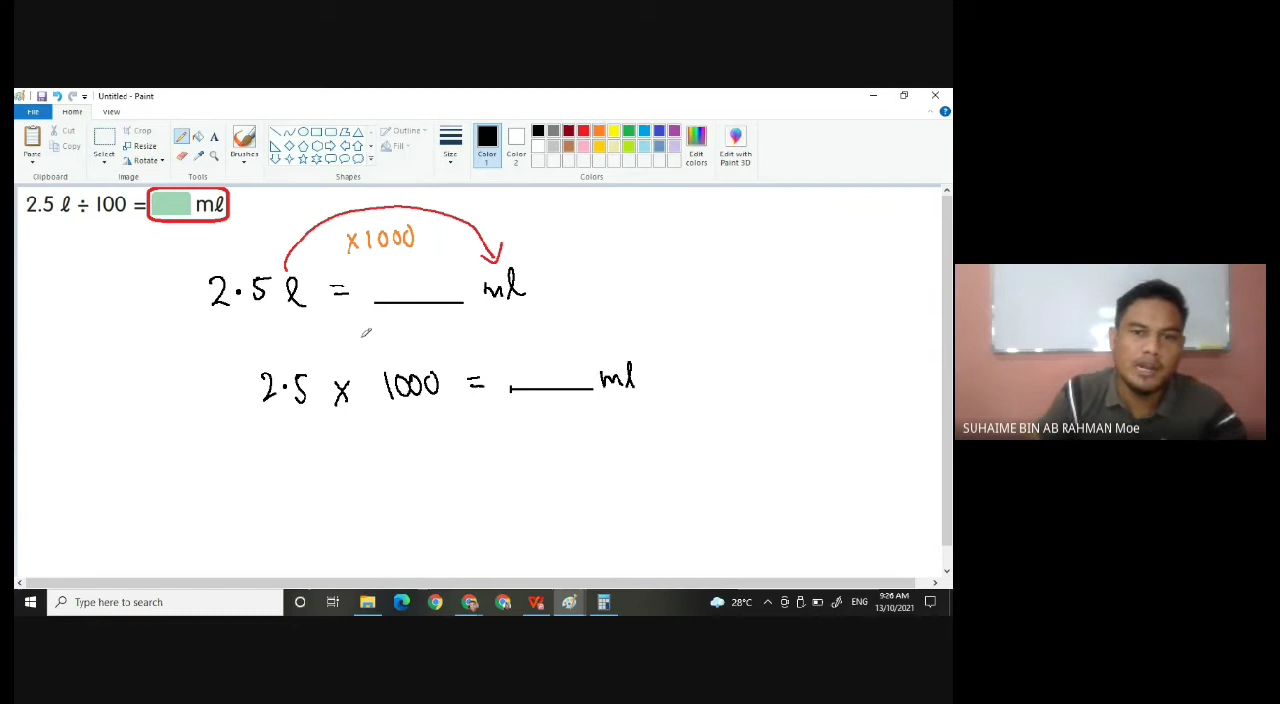 Untitled - Paint
File Home View
Paste Cut Copy Clipboard
Select Crop Resize Rotate Image
A Tools
Brushes
Outline Fill Shapes
Size
Color 1
Color 2
Edit colors
Colors
Edit with Paint 3D
2.5 ℓ ÷ 100 = mℓ
x1000
2.5 l = ____ ml
2.5 x 1000 = ____ ml
SUHAIME BIN AB RAHMAN Moe
Type here to search
28°C
ENG
9:26 AM
13/10/2021